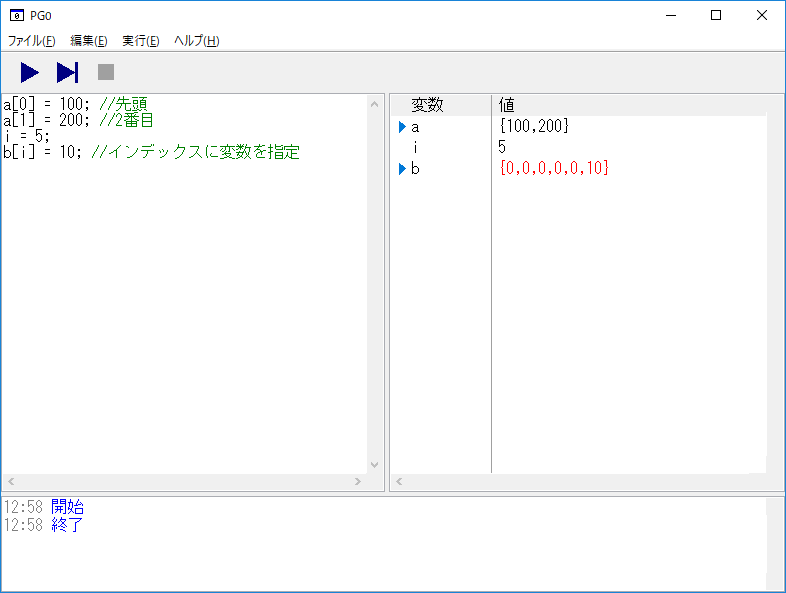 PG0
ファイル(F) 編集(E) 実行(E) ヘルプ(H)
a[0] = 100; //先頭
a[1] = 200; //2番目
i = 5;
b[i] = 10; //インデックスに変数を指定
変数 値
a {100,200}
i 5
b {0,0,0,0,0,10}
12:58 開始
12:58 終了